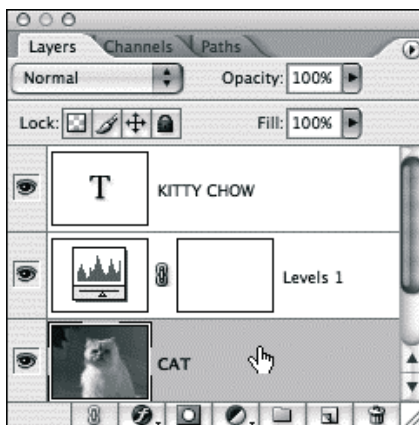 Layers Channels Paths
Normal Opacity: 100%
Lock: Fill: 100%
T KITTY CHOW
Levels 1
CAT